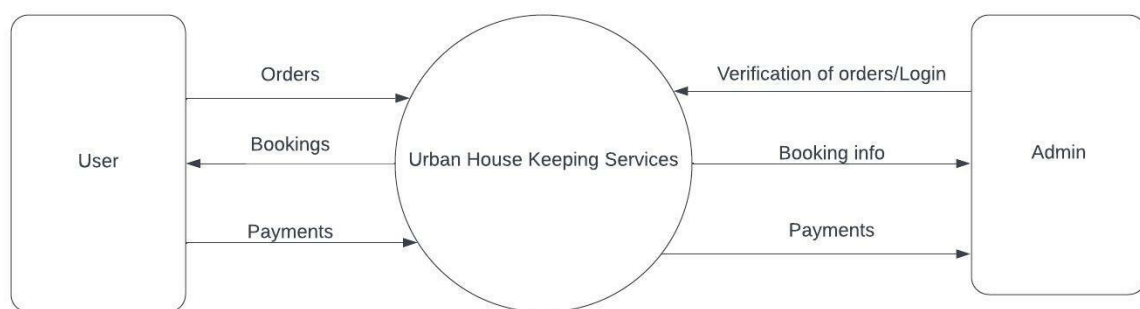 Orders
Verification of orders/Login
User
Bookings
Urban House Keeping Services
Booking info
Admin
Payments
Payments